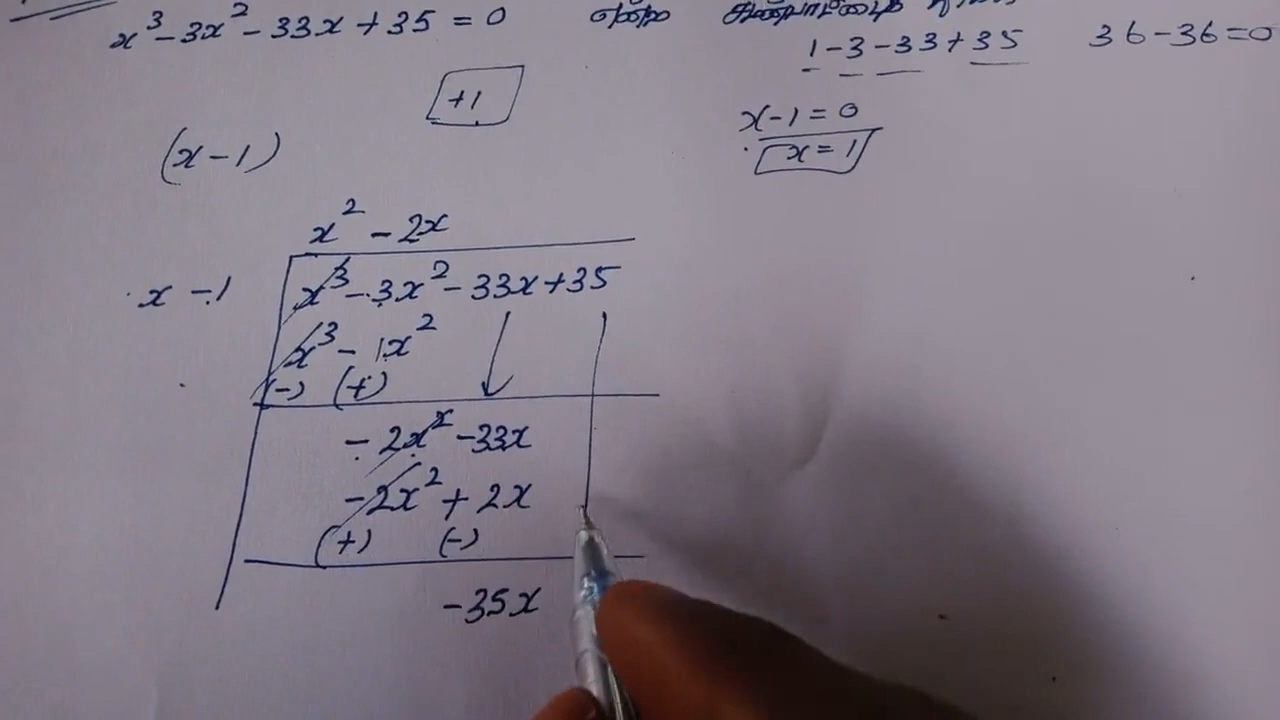 x³ - 3x² - 33x + 35 = 0 என்ற
1 - 3 - 33 + 35 36 - 36 = 0
+1
x - 1 = 0
x = 1
(x - 1)
x² - 2x
x - 1 x³ - 3x² - 33x + 35
x³ - 1x²
(-) (+)
- 2x² - 33x
- 2x² + 2x
(+) (-)
- 35x